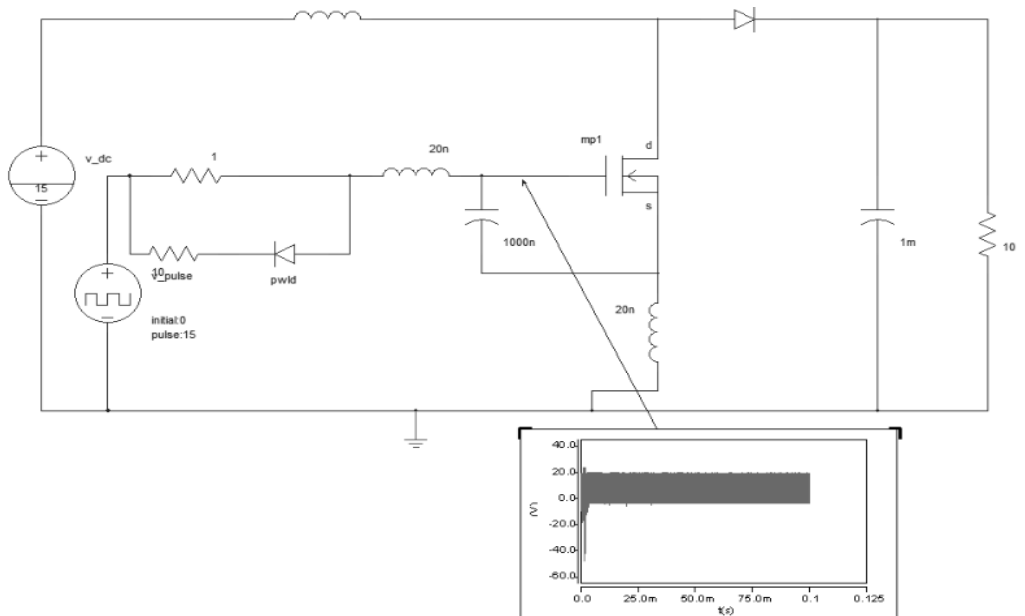 mp1
d
20n
v_dc
1
15
s
1000n
1m
10
10
v_pulse
pwld
20n
initial:0
pulse:15
40.0
20.0
0.0
-20.0
-40.0
-60.0
(V)
0.0
25.0m
50.0m
75.0m
0.1
0.125
t(s)